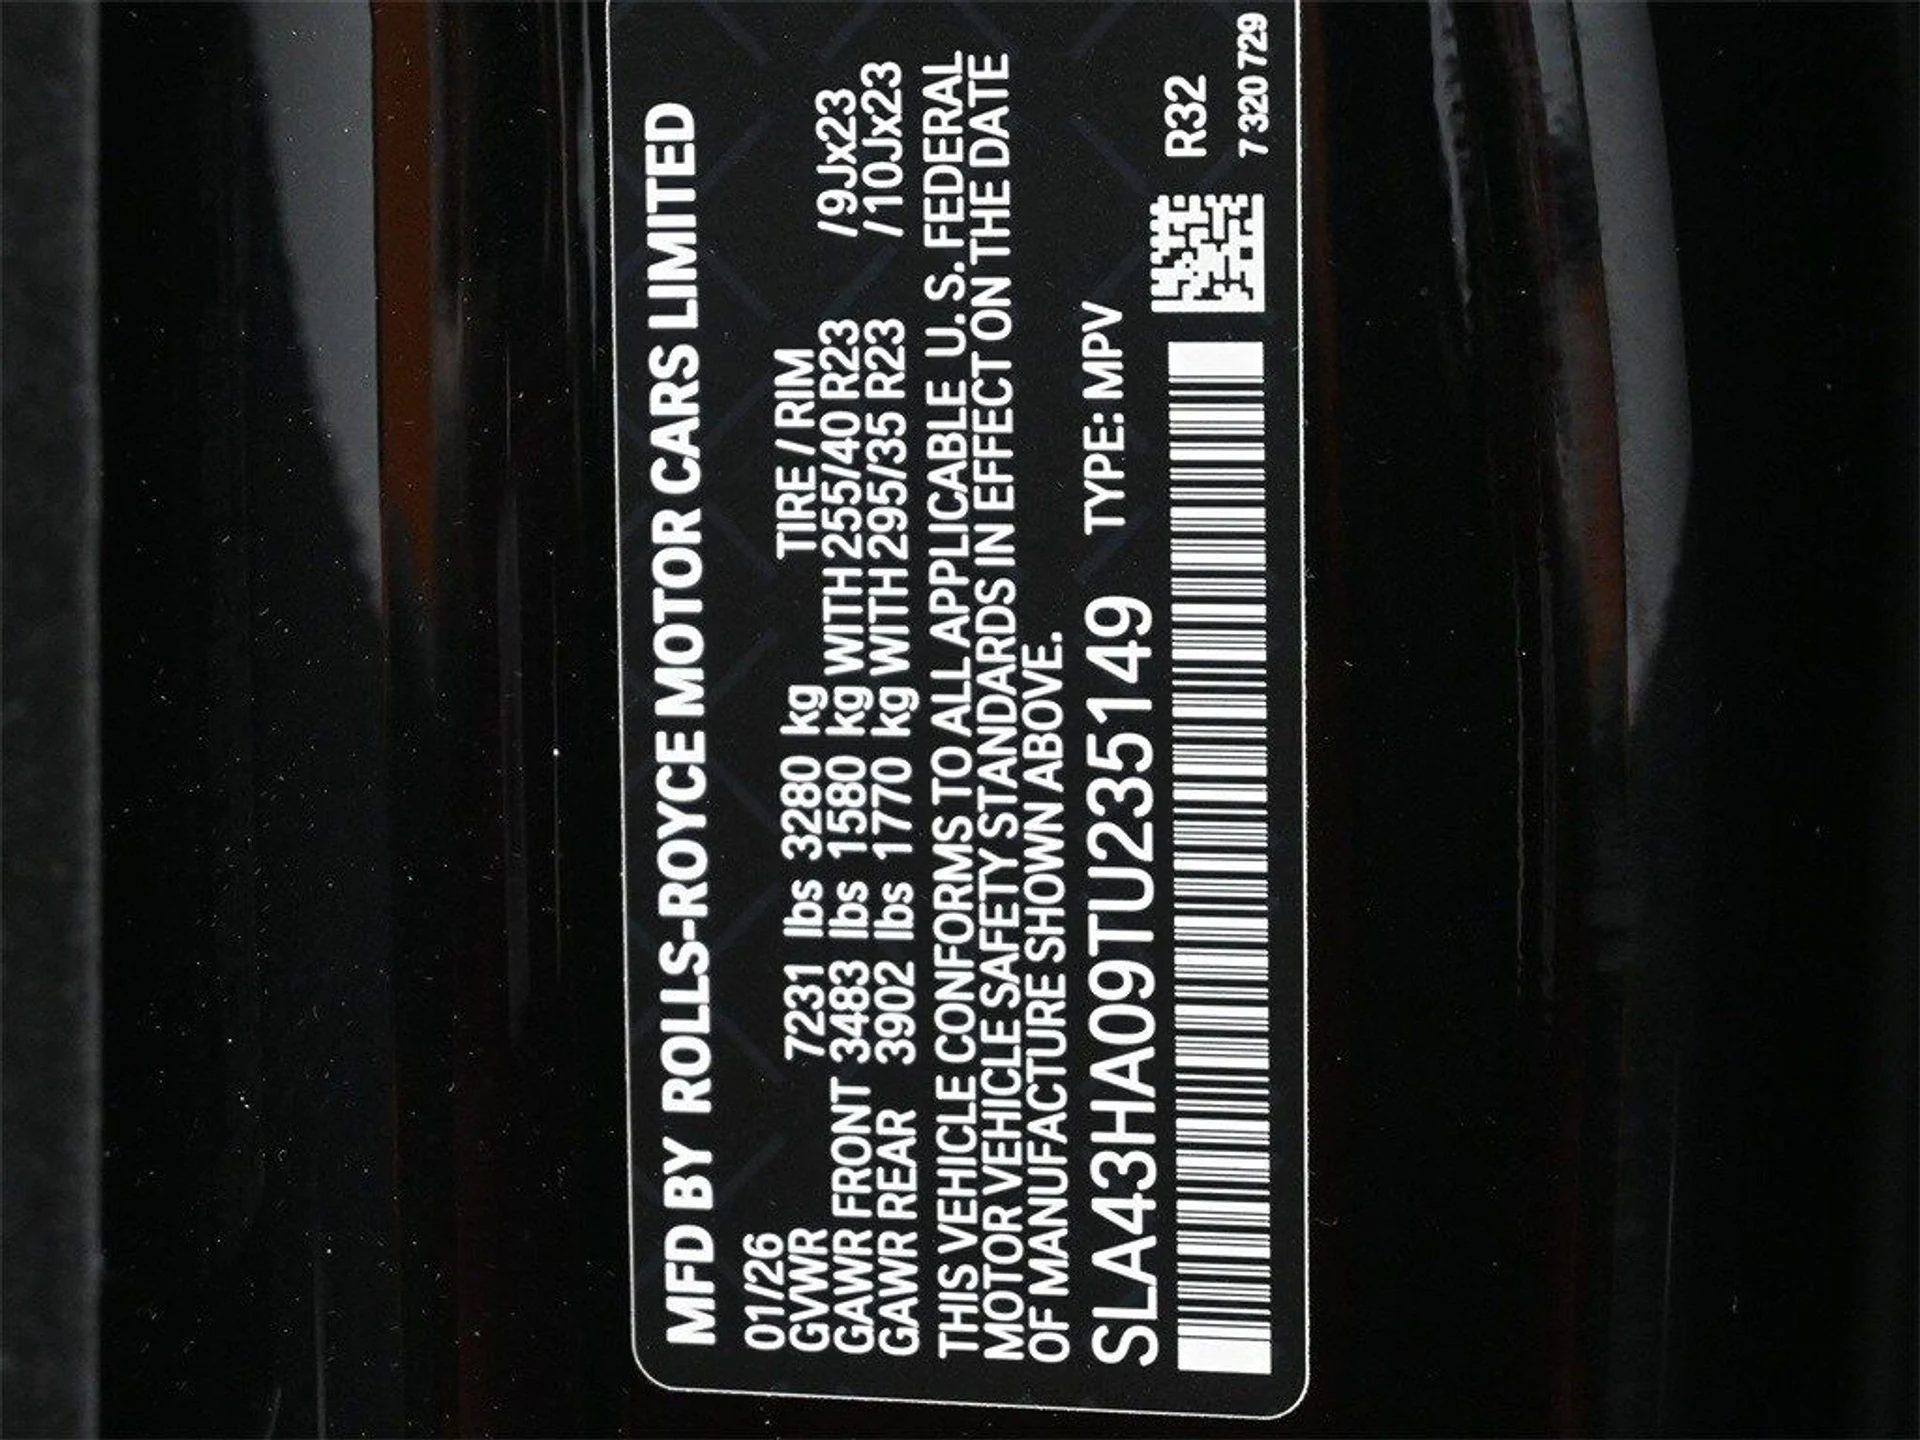 MFD BY ROLLS-ROYCE MOTOR CARS LIMITED
01/26 TIRE / RIM
GVWR 7231 lbs 3280 kg
GAWR FRONT 3483 lbs 1580 kg WITH 255/40 R23 /9Jx23
GAWR REAR 3902 lbs 1770 kg WITH 295/35 R23 /10Jx23
THIS VEHICLE CONFORMS TO ALL APPLICABLE U. S. FEDERAL
MOTOR VEHICLE SAFETY STANDARDS IN EFFECT ON THE DATE
OF MANUFACTURE SHOWN ABOVE.
SLA43HA09TU235149 TYPE: MPV
R32
7 320 729